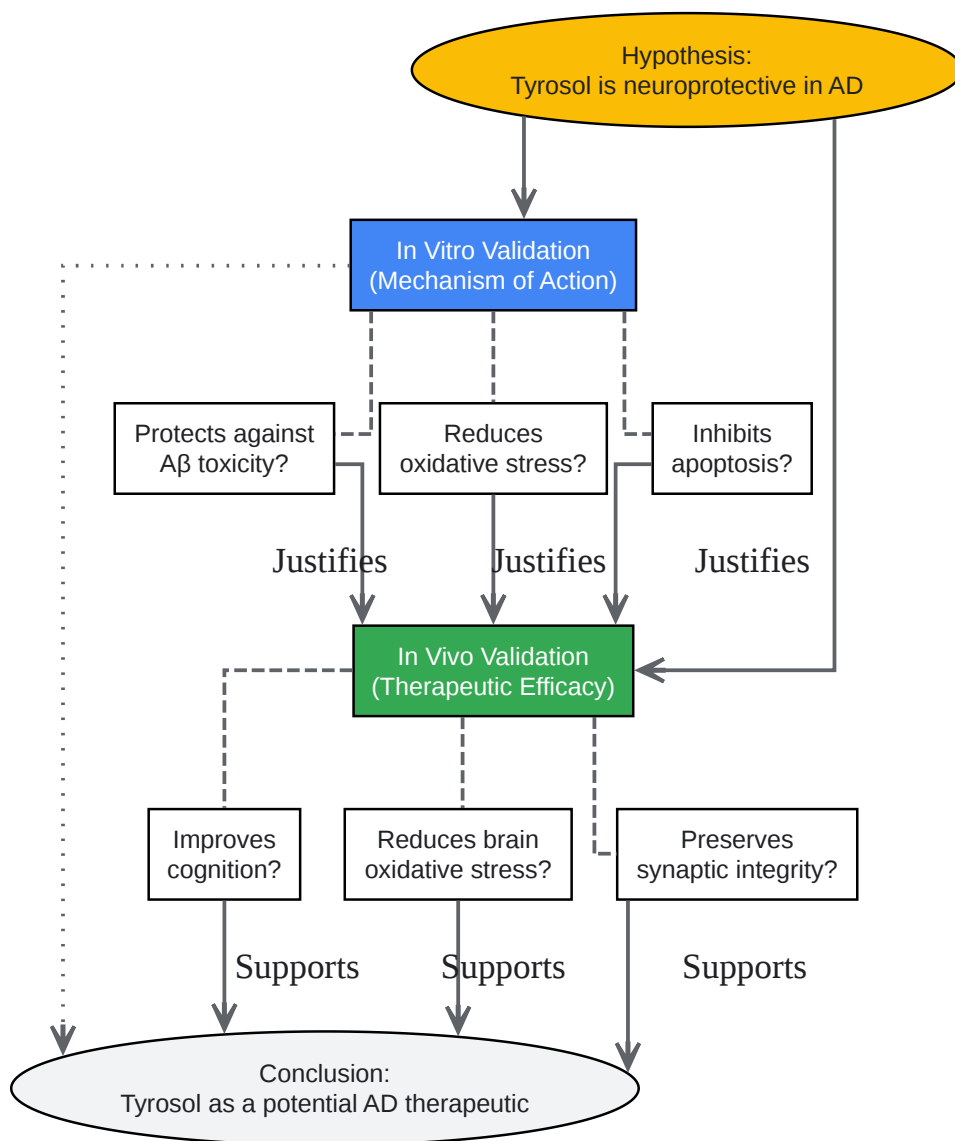 Hypothesis:
Tyrosol is neuroprotective in AD
In Vitro Validation
(Mechanism of Action)
Protects against
Aβ toxicity?
Reduces
oxidative stress?
Inhibits
apoptosis?
Justifies
Justifies
Justifies
In Vivo Validation
(Therapeutic Efficacy)
Improves
cognition?
Reduces brain
oxidative stress?
Preserves
synaptic integrity?
Supports
Supports
Supports
Conclusion:
Tyrosol as a potential AD therapeutic